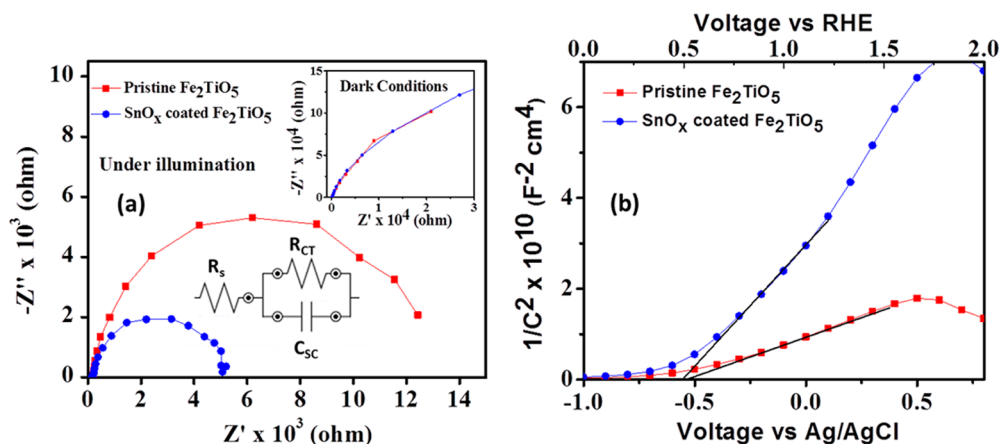 10
8
6
4
2
0
-Z'' x 10³ (ohm)
Pristine Fe₂TiO₅
SnOₓ coated Fe₂TiO₅
Under illumination
(a)
15
10
5
0
-Z'' x 10⁴ (ohm)
Dark Conditions
0 1 2 3
Z' x 10⁴ (ohm)
R_CT
R_s
C_SC
0 2 4 6 8 10 12 14
Z' x 10³ (ohm)
Voltage vs RHE
0.0 0.5 1.0 1.5 2.0
6
4
2
0
1/C² x 10¹⁰ (F⁻² cm⁴)
Pristine Fe₂TiO₅
SnOₓ coated Fe₂TiO₅
(b)
-1.0 -0.5 0.0 0.5
Voltage vs Ag/AgCl